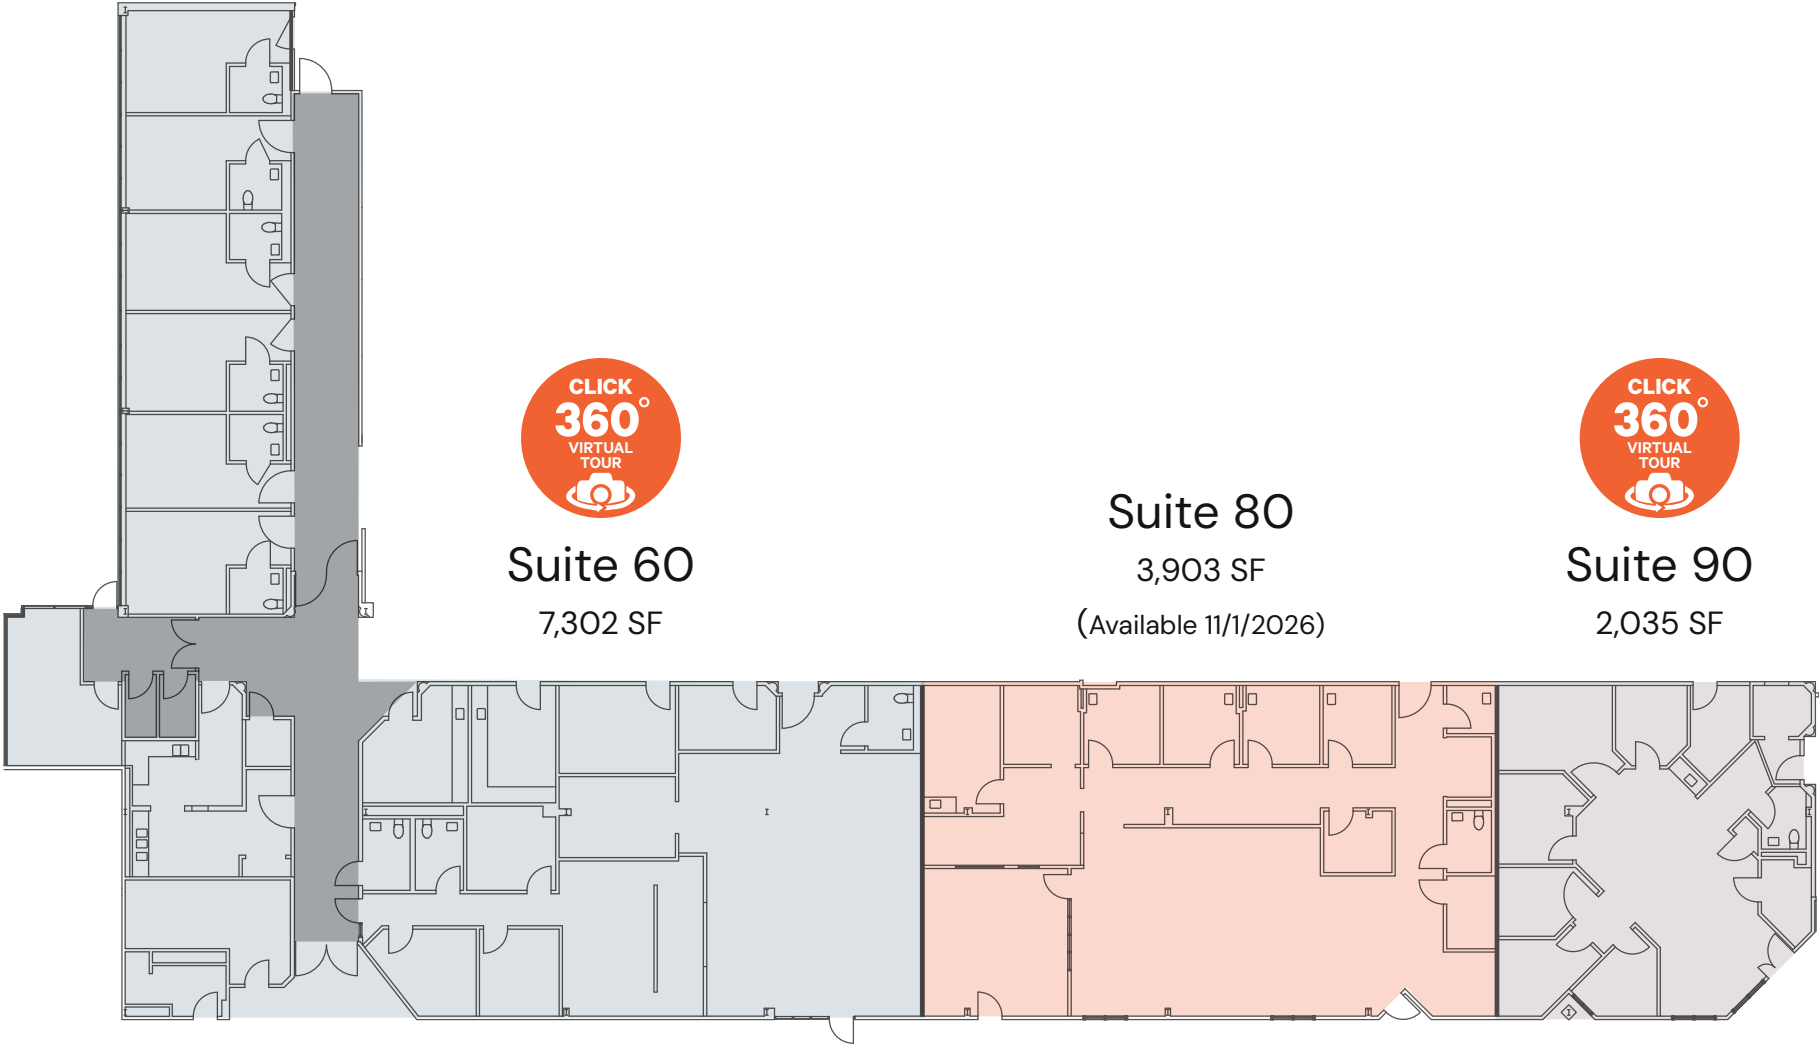 CLICK
360°
VIRTUAL
TOUR
Suite 60
7,302 SF
Suite 80
3,903 SF
(Available 11/1/2026)
CLICK
360°
VIRTUAL
TOUR
Suite 90
2,035 SF